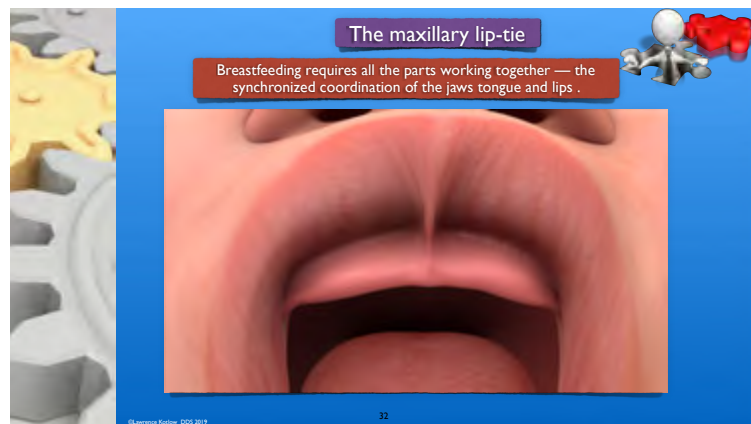 The maxillary lip-tie
Breastfeeding requires all the parts working together — the
synchronized coordination of the jaws tongue and lips .
32
©Lawrence Kotlow DDS 2019